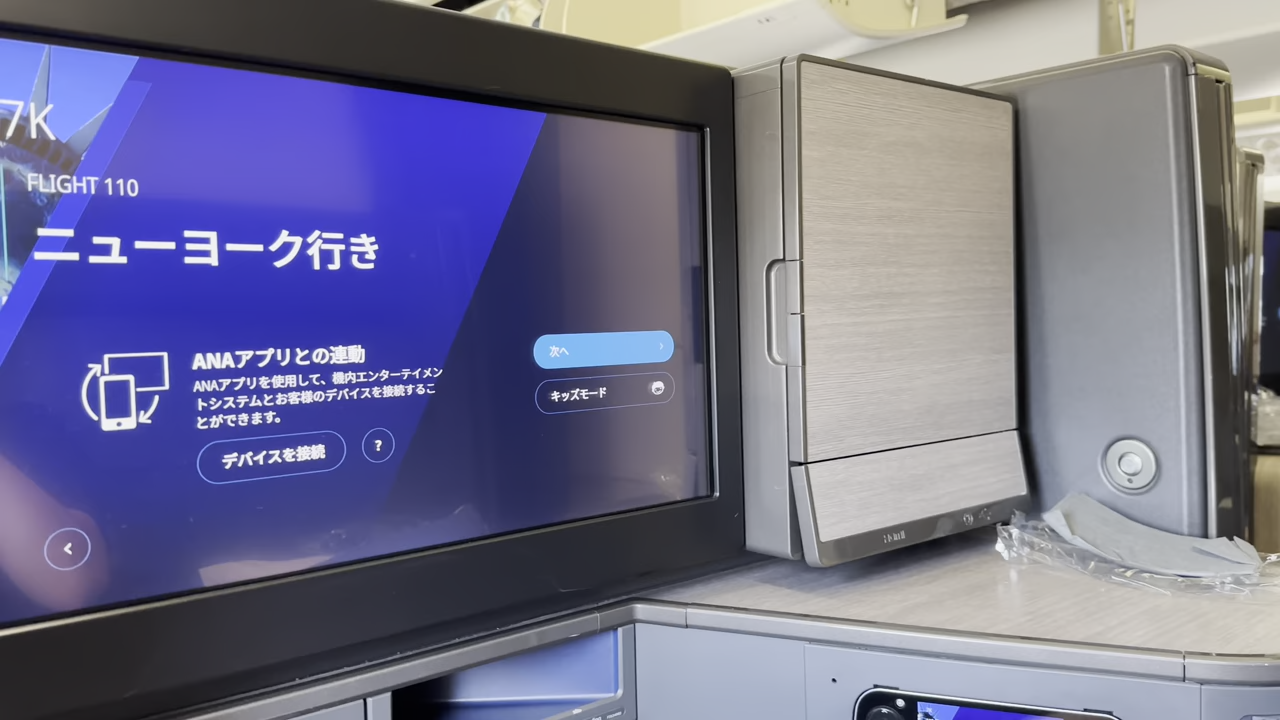 7K
FLIGHT 110
ニューヨーク行き
ANAアプリとの連動
ANAアプリを使用して、機内エンターテイメン
トシステムとお客様のデバイスを接続するこ
とができます。
デバイスを接続
?
次へ
キッズモード
HDMI